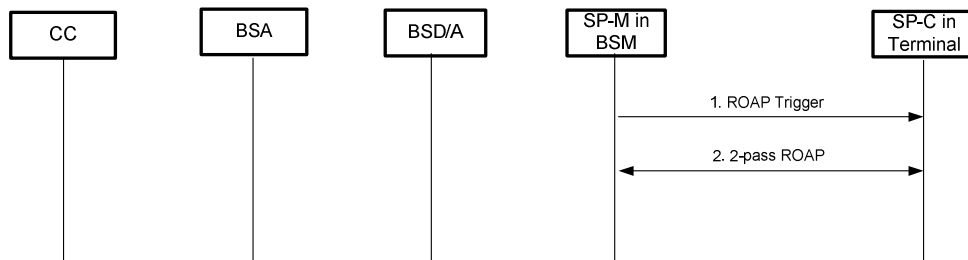 CC
BSA
BSD/A
SP-M in
BSM
SP-C in
Terminal
1. ROAP Trigger
2. 2-pass ROAP